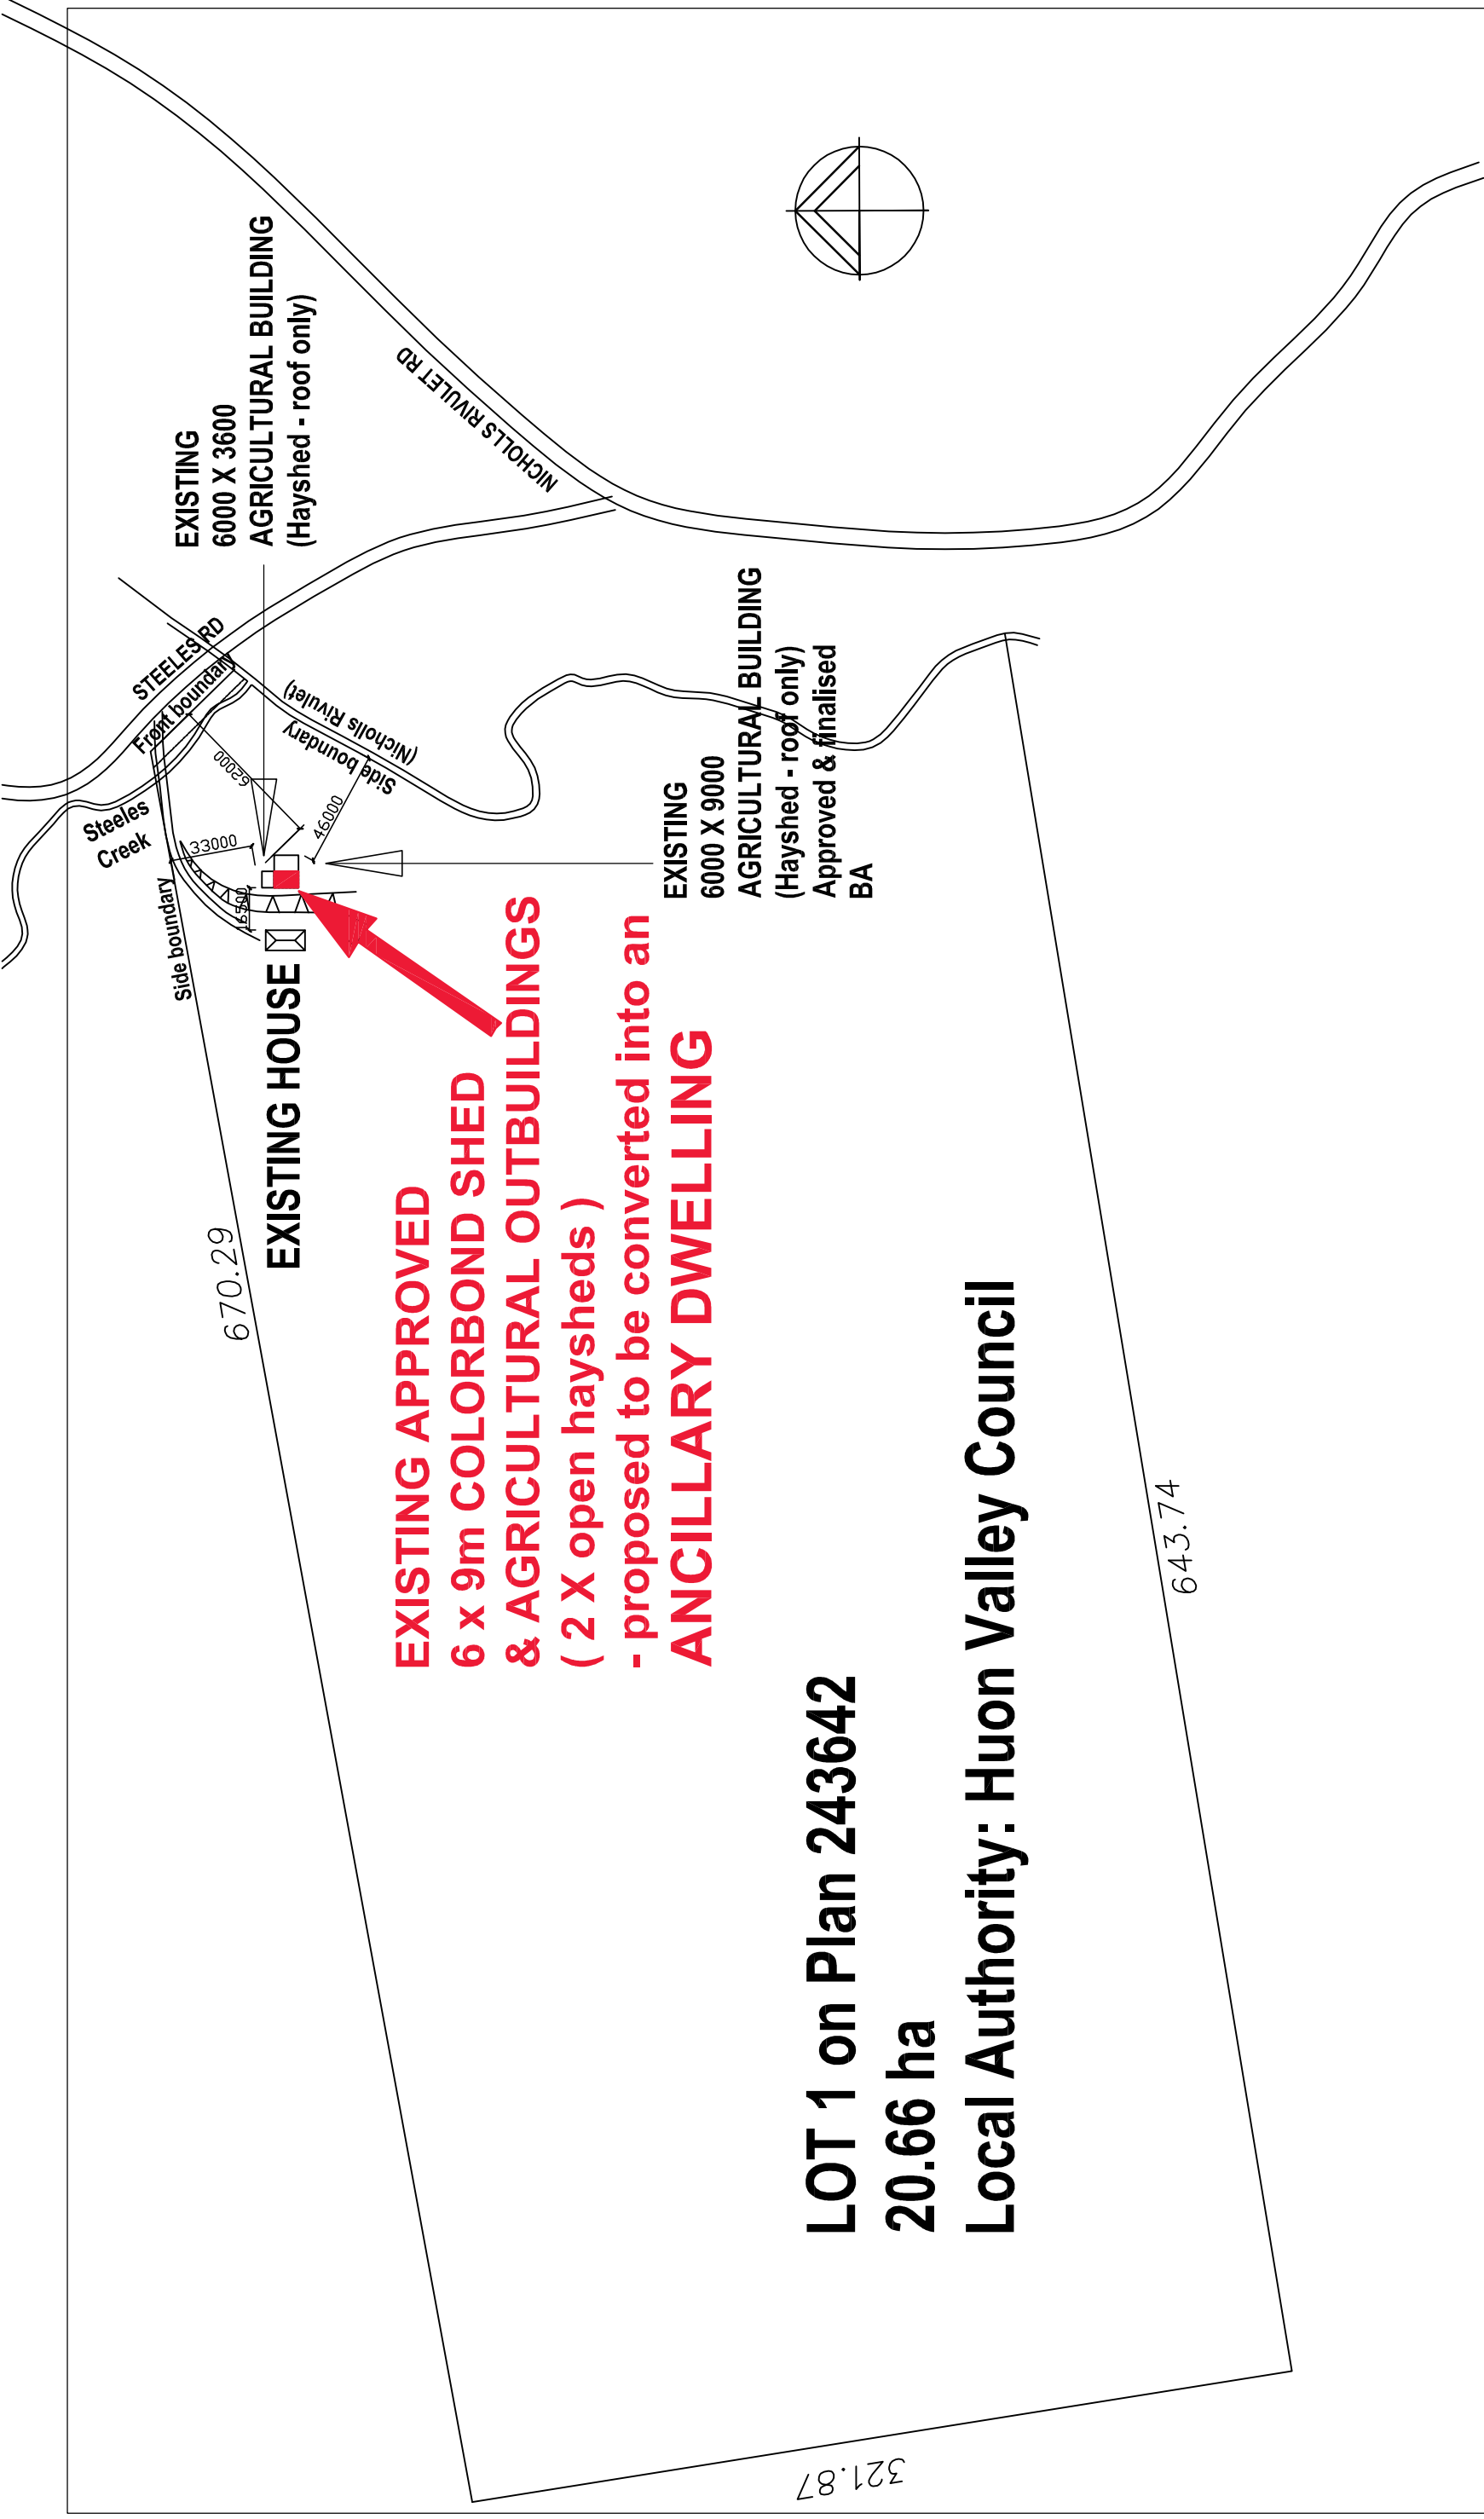 EXISTING
6000 X 3600
AGRICULTURAL BUILDING
(Hayshed - roof only)
NICHOLLS RIVULET RD
STEELES RD
Front boundary
(Nicholls Rivulet)
Side boundary
62000
46000
33000
16500
Steeles
Creek
Side boundary
EXISTING HOUSE
EXISTING
6000 X 9000
AGRICULTURAL BUILDING
(Hayshed - roof only)
Approved & finalised
BA
EXISTING APPROVED
6 x 9m COLORBOND SHED
& AGRICULTURAL OUTBUILDINGS
( 2 X open haysheds )
- proposed to be converted into an
ANCILLARY DWELLING
670.29
LOT 1 on Plan 243642
20.66 ha
Local Authority: Huon Valley Council
643.74
321.87